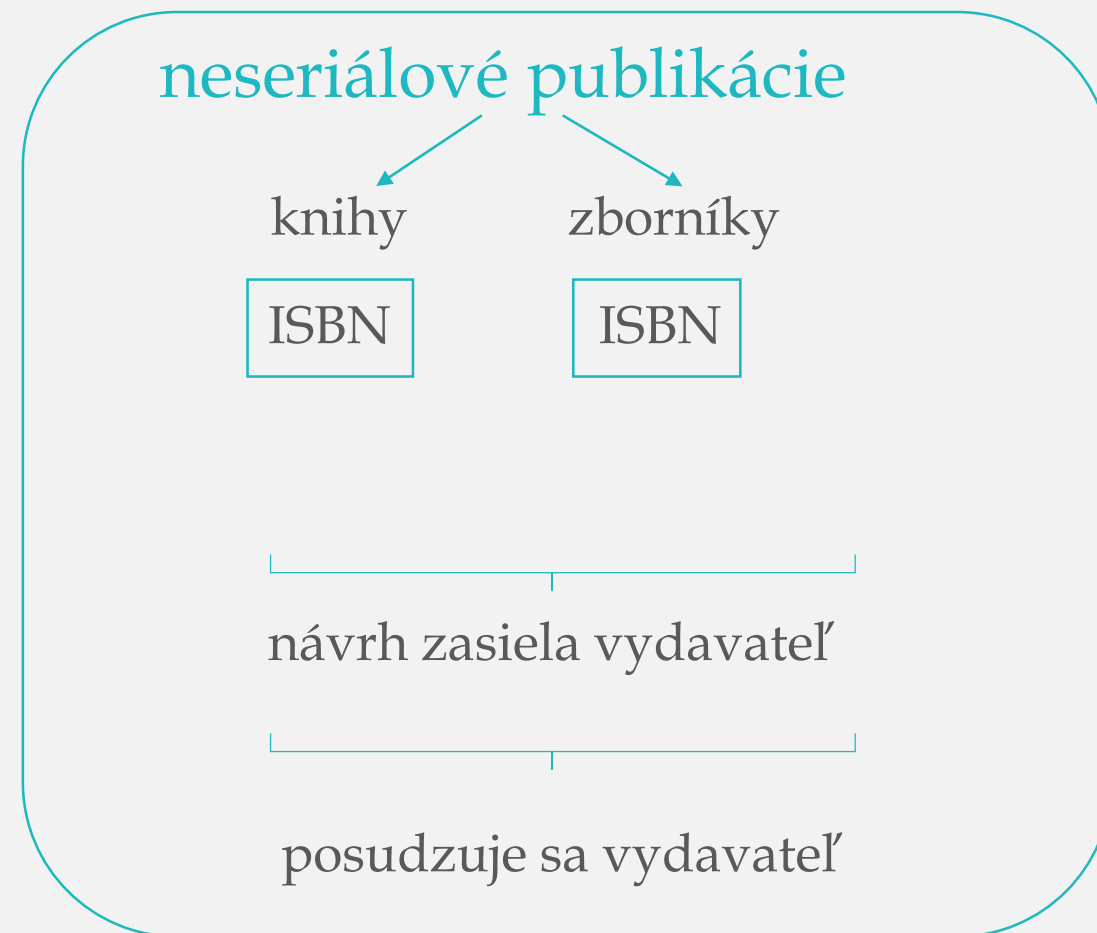 neseriálové publikácie
knihy zborníky
ISBN ISBN
návrh zasiela vydavateľ
posudzuje sa vydavateľ